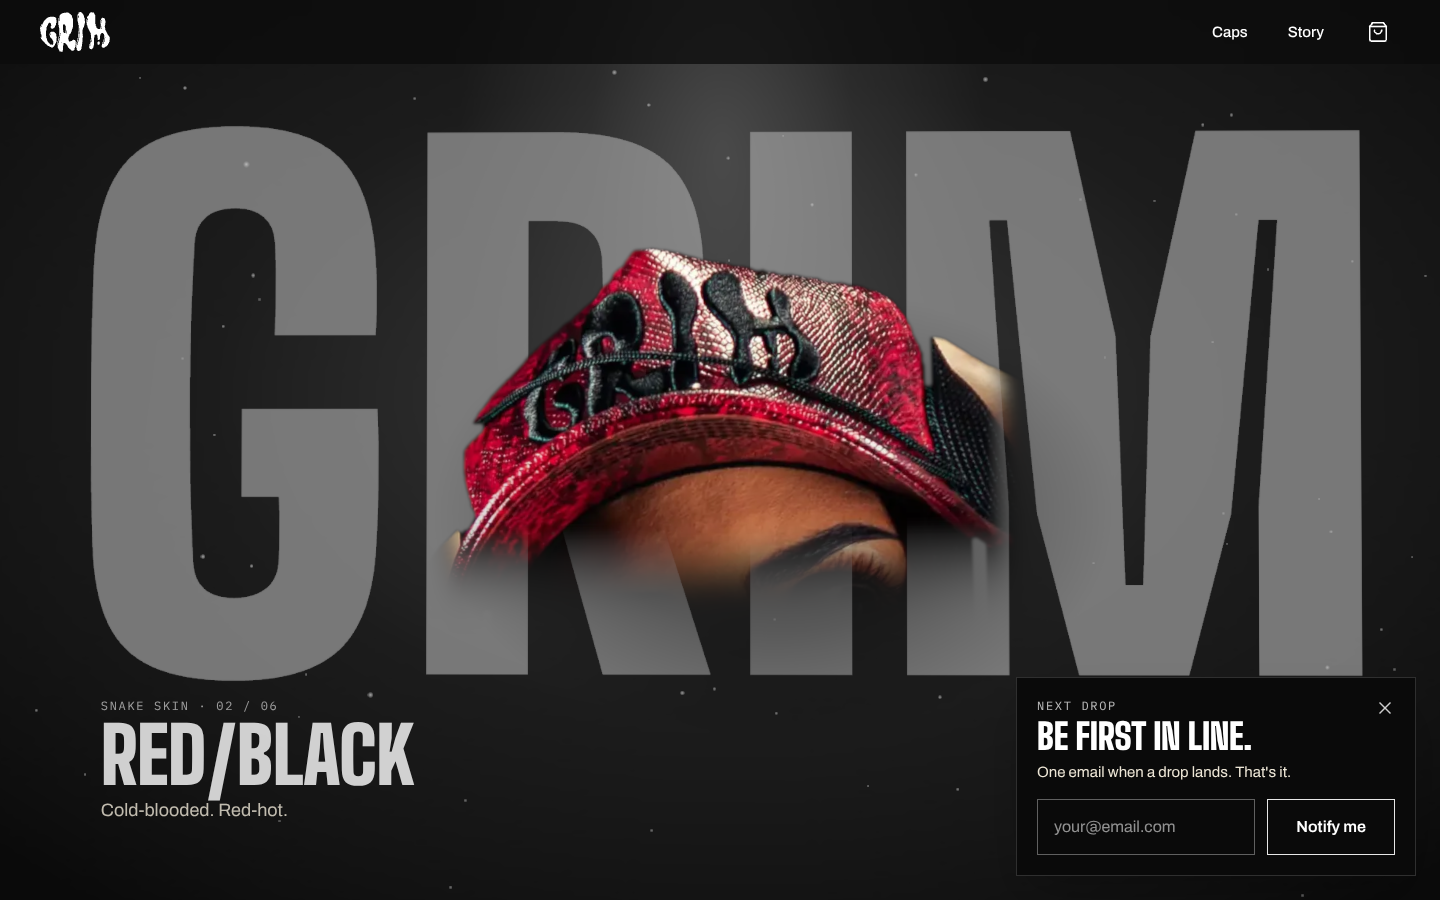 GRIM
Caps
Story
GRIM
GRIM
SNAKE SKIN · 02 / 06
RED/BLACK
Cold-blooded. Red-hot.
NEXT DROP
BE FIRST IN LINE.
One email when a drop lands. That's it.
your@email.com
Notify me